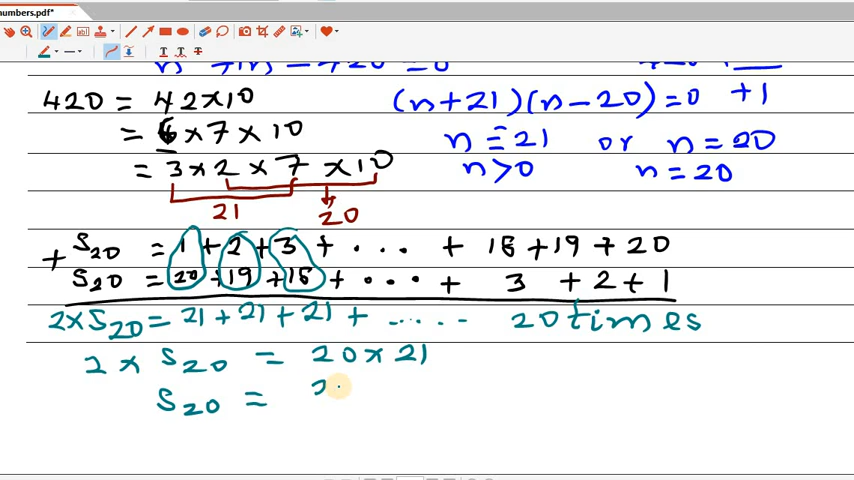 numbers.pdf*
420 = 42×10
(n+21)(n-20)=0 +1
= 6×7×10
n = 21 or n = 20
= 3×2×7×10
n>0 n=20
21 20
+ S20 = 1+2+3+ .... + 18+19+20
S20 = 20+19+18+ .... + 3+2+1
2×S20 = 21+21+21+ ...... 20 times
2 × S20 = 20×21
S20 =